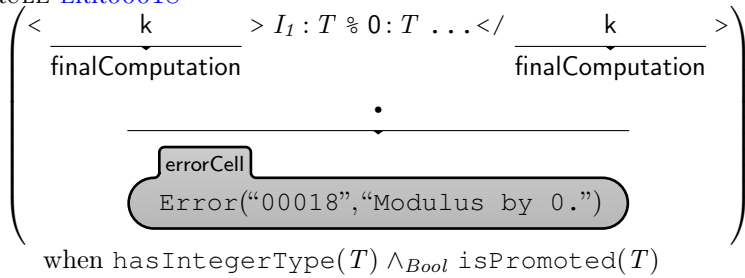 < k > I1 : T % 0 : T ...</ k >
finalComputation finalComputation
•
errorCell
Error(“00018”,“Modulus by 0.”)
when hasIntegerType(T) ∧Bool isPromoted(T)